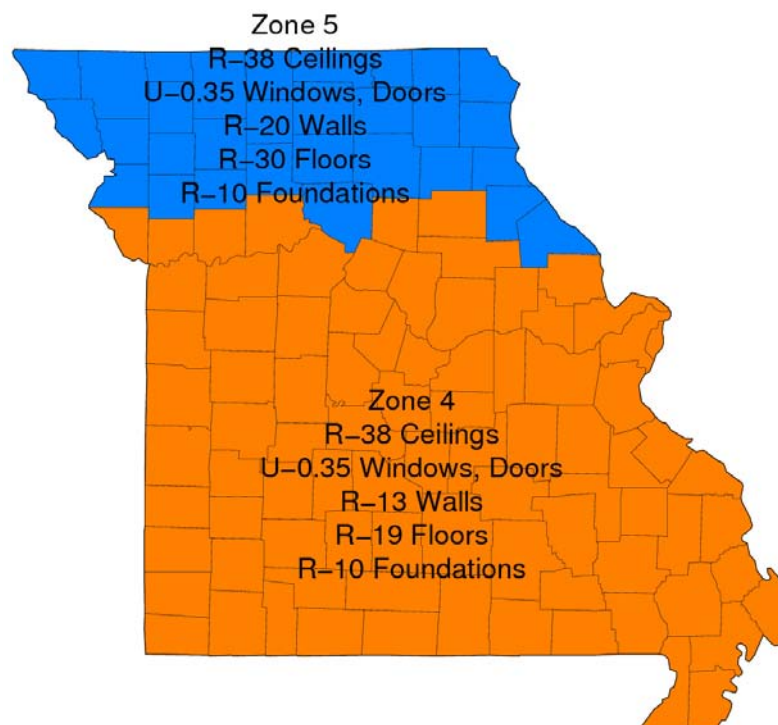 Zone 5
R-38 Ceilings
U-0.35 Windows, Doors
R-20 Walls
R-30 Floors
R-10 Foundations
Zone 4
R-38 Ceilings
U-0.35 Windows, Doors
R-13 Walls
R-19 Floors
R-10 Foundations